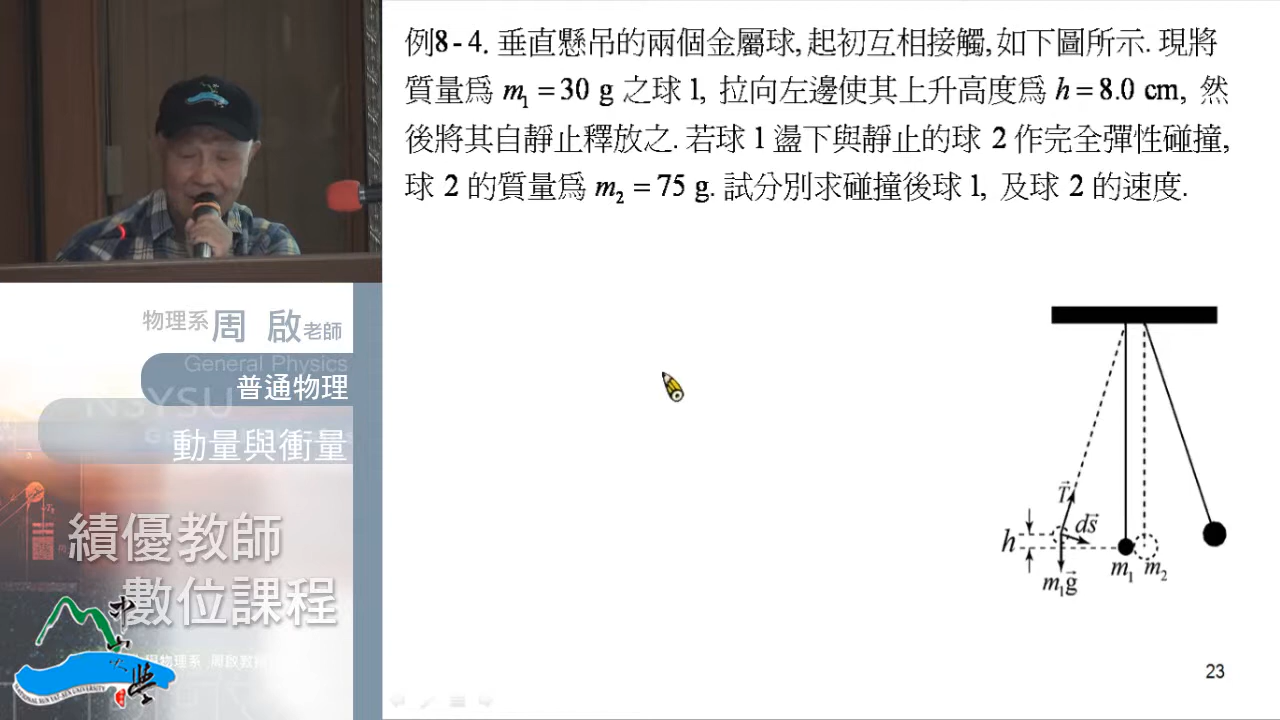 例8-4. 垂直懸吊的兩個金屬球, 起初互相接觸, 如下圖所示. 現將
質量爲 m₁ = 30 g 之球 1, 拉向左邊使其上升高度爲 h = 8.0 cm, 然
後將其自靜止釋放之. 若球 1 盪下與靜止的球 2 作完全彈性碰撞,
球 2 的質量爲 m₂ = 75 g. 試分別求碰撞後球 1, 及球 2 的速度.
物理系周 啟老師
General Physics
普通物理
NSYSU
動量與衝量
績優教師
數位課程
T⃗
ds⃗
h
m₁
m₂
m₁g⃗
23